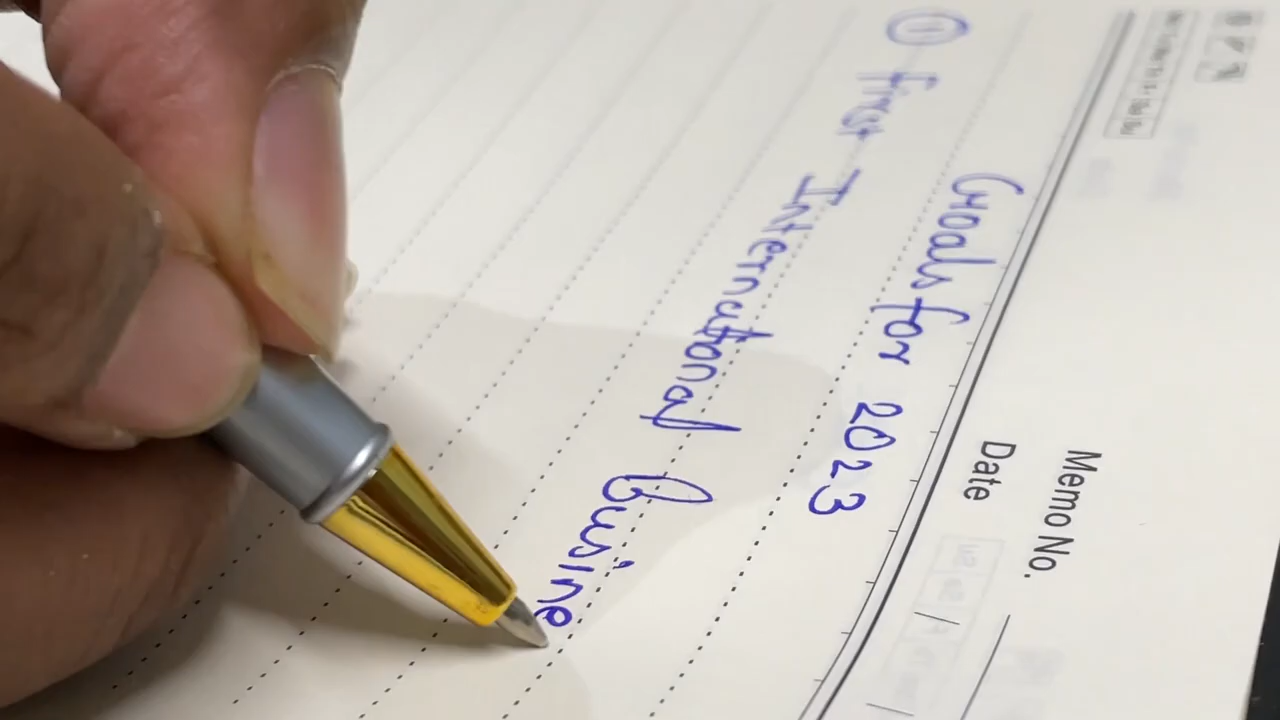 Memo No.
Date
Goals for 2023
① First International Busine